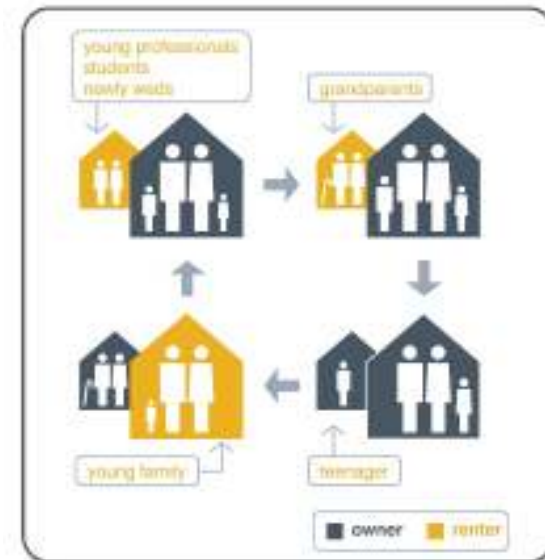 young professionals
students
newly weds
grandparents
young family
teenager
owner renter